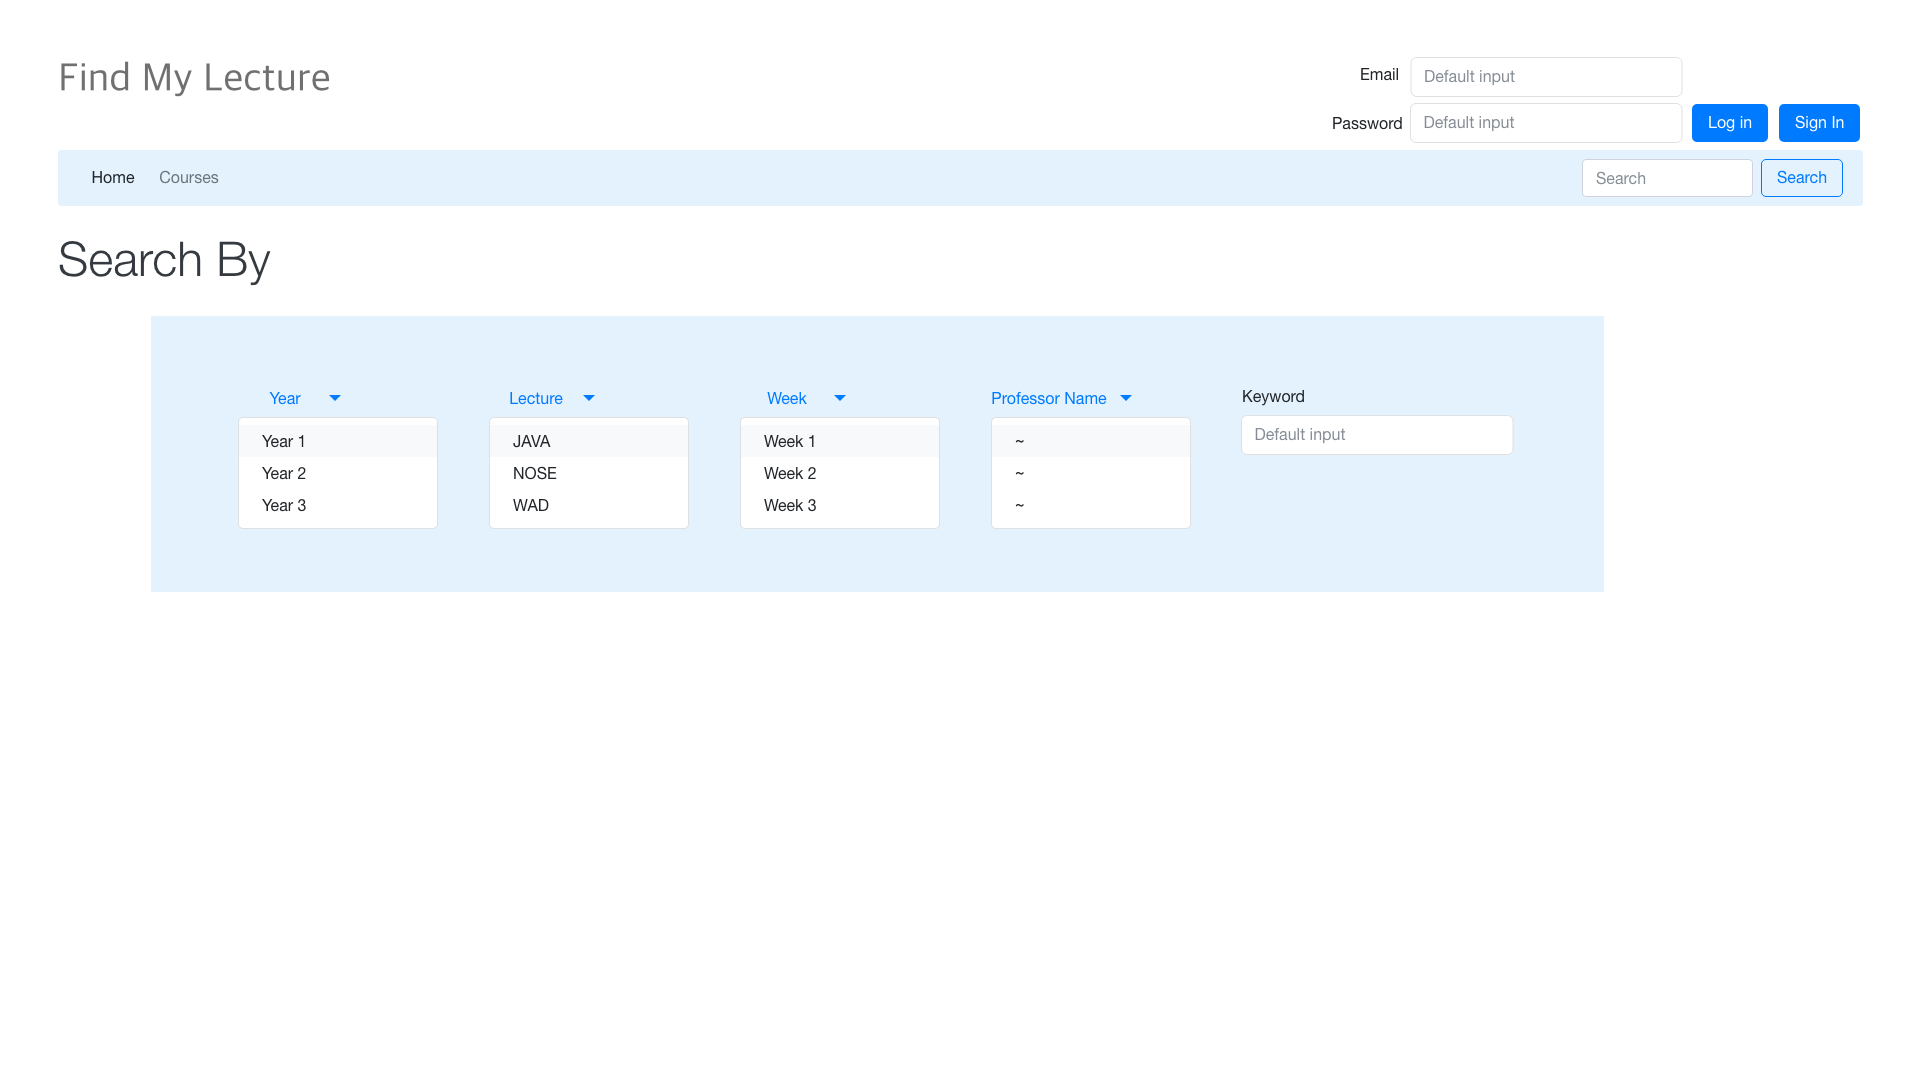 Find My Lecture
Email Default input
Password Default input Log in Sign In
Home Courses Search Search
Search By
Year Lecture Week Professor Name Keyword
Default input
Year 1 JAVA Week 1 ~
Year 2 NOSE Week 2 ~
Year 3 WAD Week 3 ~